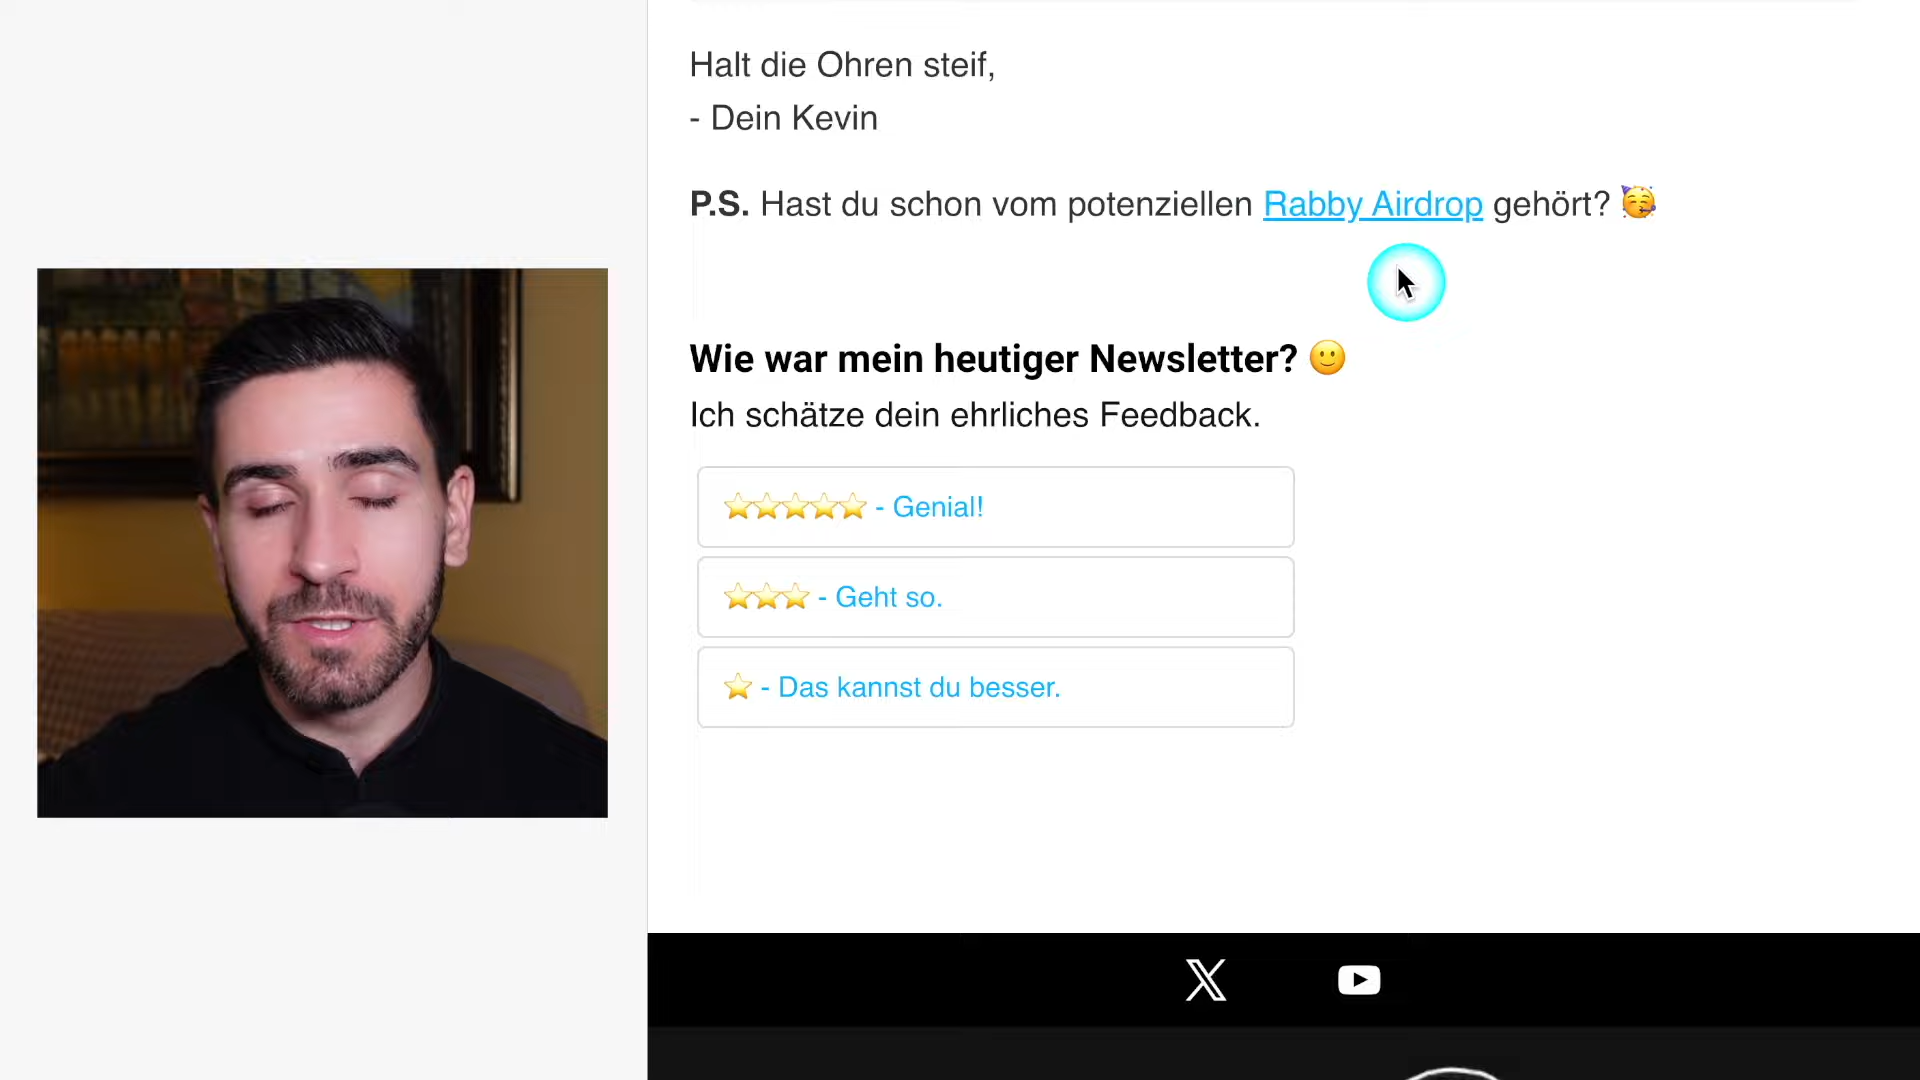 Halt die Ohren steif,
- Dein Kevin
P.S. Hast du schon vom potenziellen Rabby Airdrop gehört? 🥳
Wie war mein heutiger Newsletter? 🙂
Ich schätze dein ehrliches Feedback.
⭐⭐⭐⭐⭐ - Genial!
⭐⭐⭐ - Geht so.
⭐ - Das kannst du besser.